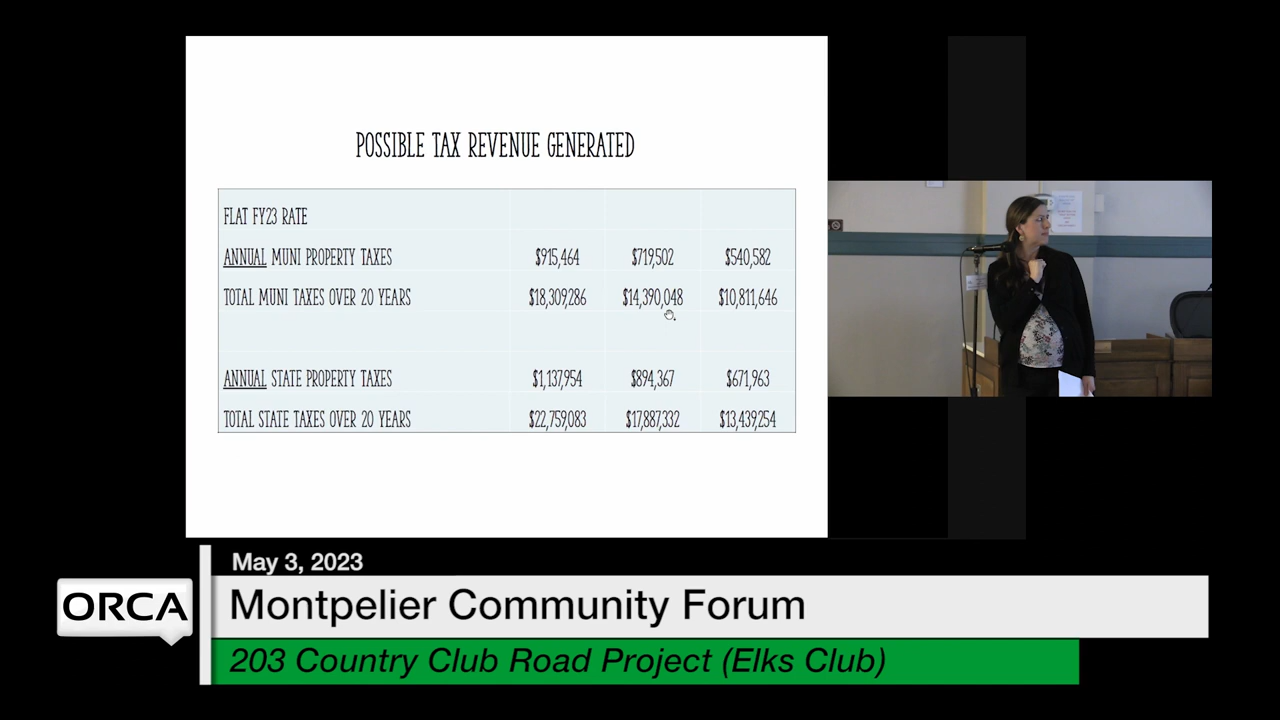 POSSIBLE TAX REVENUE GENERATED
FLAT FY23 RATE
ANNUAL MUNI PROPERTY TAXES $915,464 $719,502 $540,582
TOTAL MUNI TAXES OVER 20 YEARS $18,309,286 $14,390,048 $10,811,646
ANNUAL STATE PROPERTY TAXES $1,137,954 $894,367 $671,963
TOTAL STATE TAXES OVER 20 YEARS $22,759,083 $17,887,332 $13,439,254
May 3, 2023
ORCA
Montpelier Community Forum
203 Country Club Road Project (Elks Club)